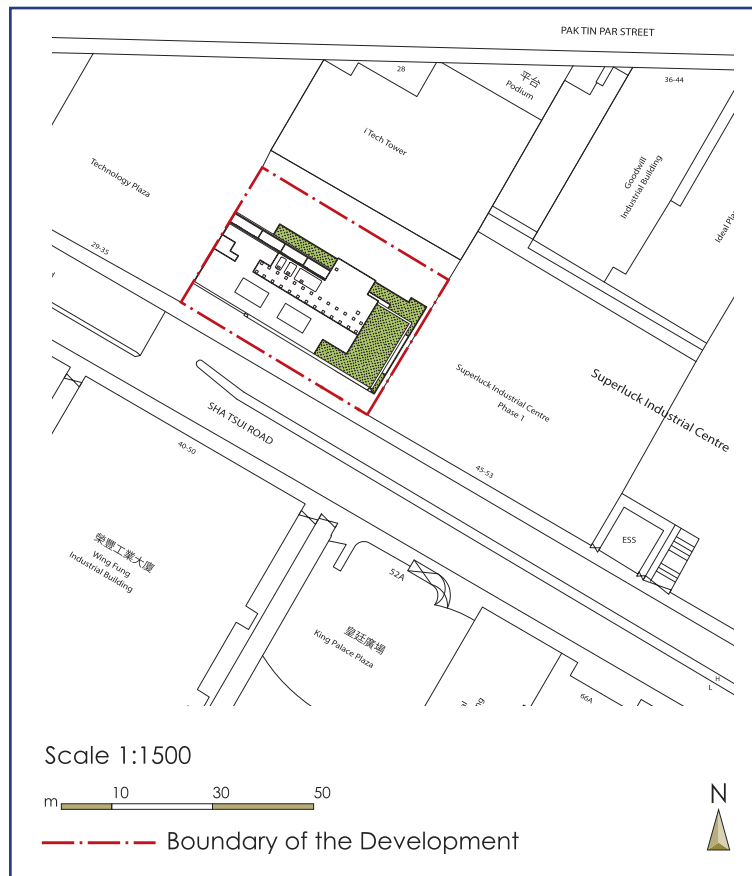 PAK TIN PAR STREET
28
平台
Podium
36-44
i Tech Tower
Goodwill
Industrial Building
Technology Plaza
29-35
Superluck Industrial Centre
Phase 1
Superluck Industrial Centre
SHA TSUI ROAD
40-50
45-53
ESS
榮豐工業大廈
Wing Fung
Industrial Building
52A
皇廷廣場
King Palace Plaza
66A
H
L
Scale 1:1500
m 10 30 50
N
Boundary of the Development